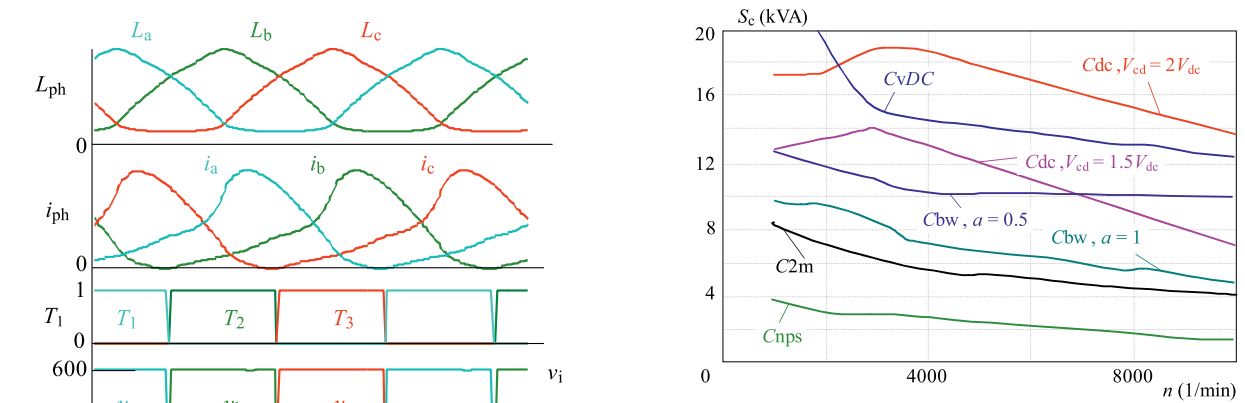 La Lb Lc
Lph
0
ia ib ic
iph
0
1
T1
T1 T2 T3
0
600
vi
Sc (kVA)
20
Cdc , Vcd = 2Vdc
CvDC
16
12
Cdc , Vcd = 1.5Vdc
Cbw , a = 0.5
8
Cbw , a = 1
C2m
4
Cnps
0 4000 8000
n (1/min)